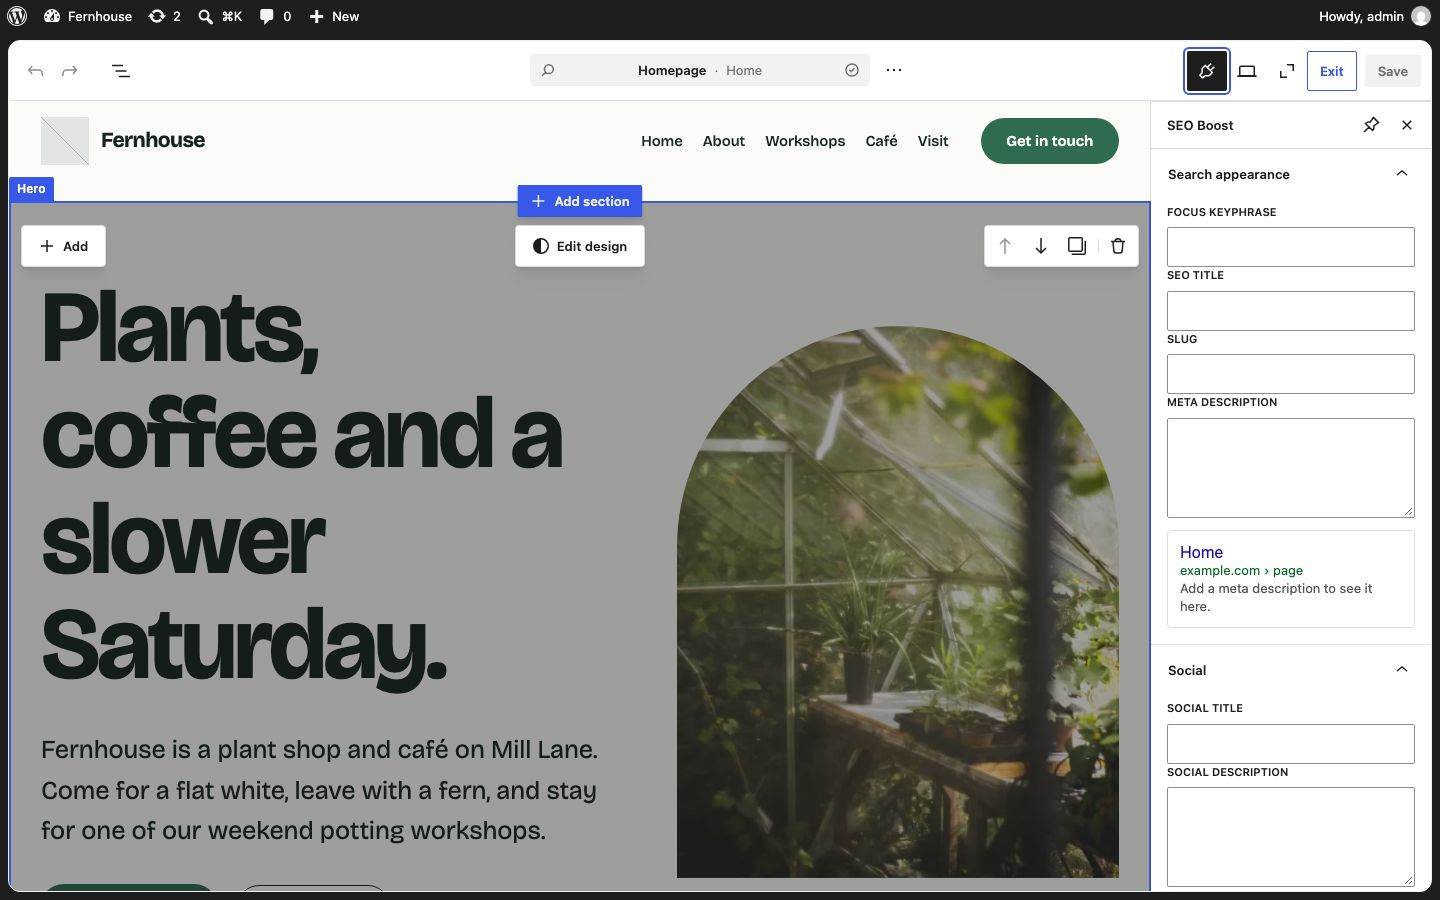 Fernhouse 2 ⌘K 0 New Howdy, admin
Homepage · Home
Exit Save
Fernhouse
Home About Workshops Café Visit Get in touch
Hero
Add section
Add Edit design
Plants,
coffee and a
slower
Saturday.
Fernhouse is a plant shop and café on Mill Lane.
Come for a flat white, leave with a fern, and stay
for one of our weekend potting workshops.
SEO Boost
Search appearance
FOCUS KEYPHRASE
SEO TITLE
SLUG
META DESCRIPTION
Home
example.com › page
Add a meta description to see it
here.
Social
SOCIAL TITLE
SOCIAL DESCRIPTION